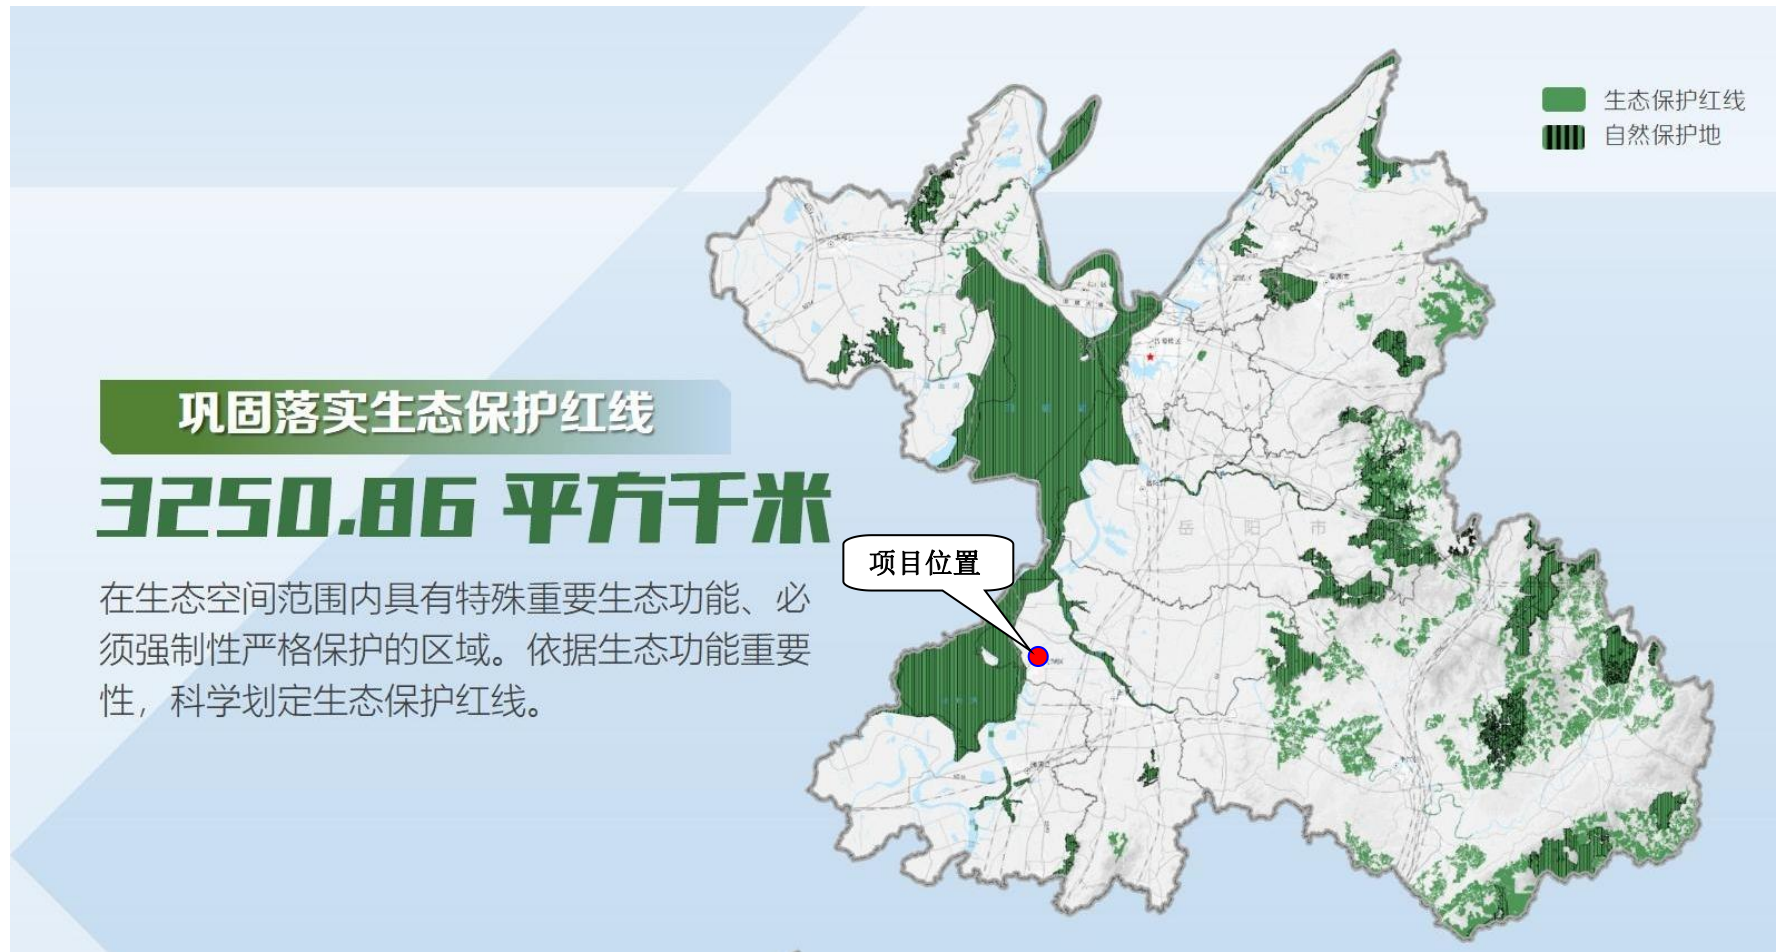 生态保护红线
自然保护地
巩固落实生态保护红线
3250.86 平方千米
在生态空间范围内具有特殊重要生态功能、必
须强制性严格保护的区域。依据生态功能重要
性，科学划定生态保护红线。
项目位置
岳 阳 市
江